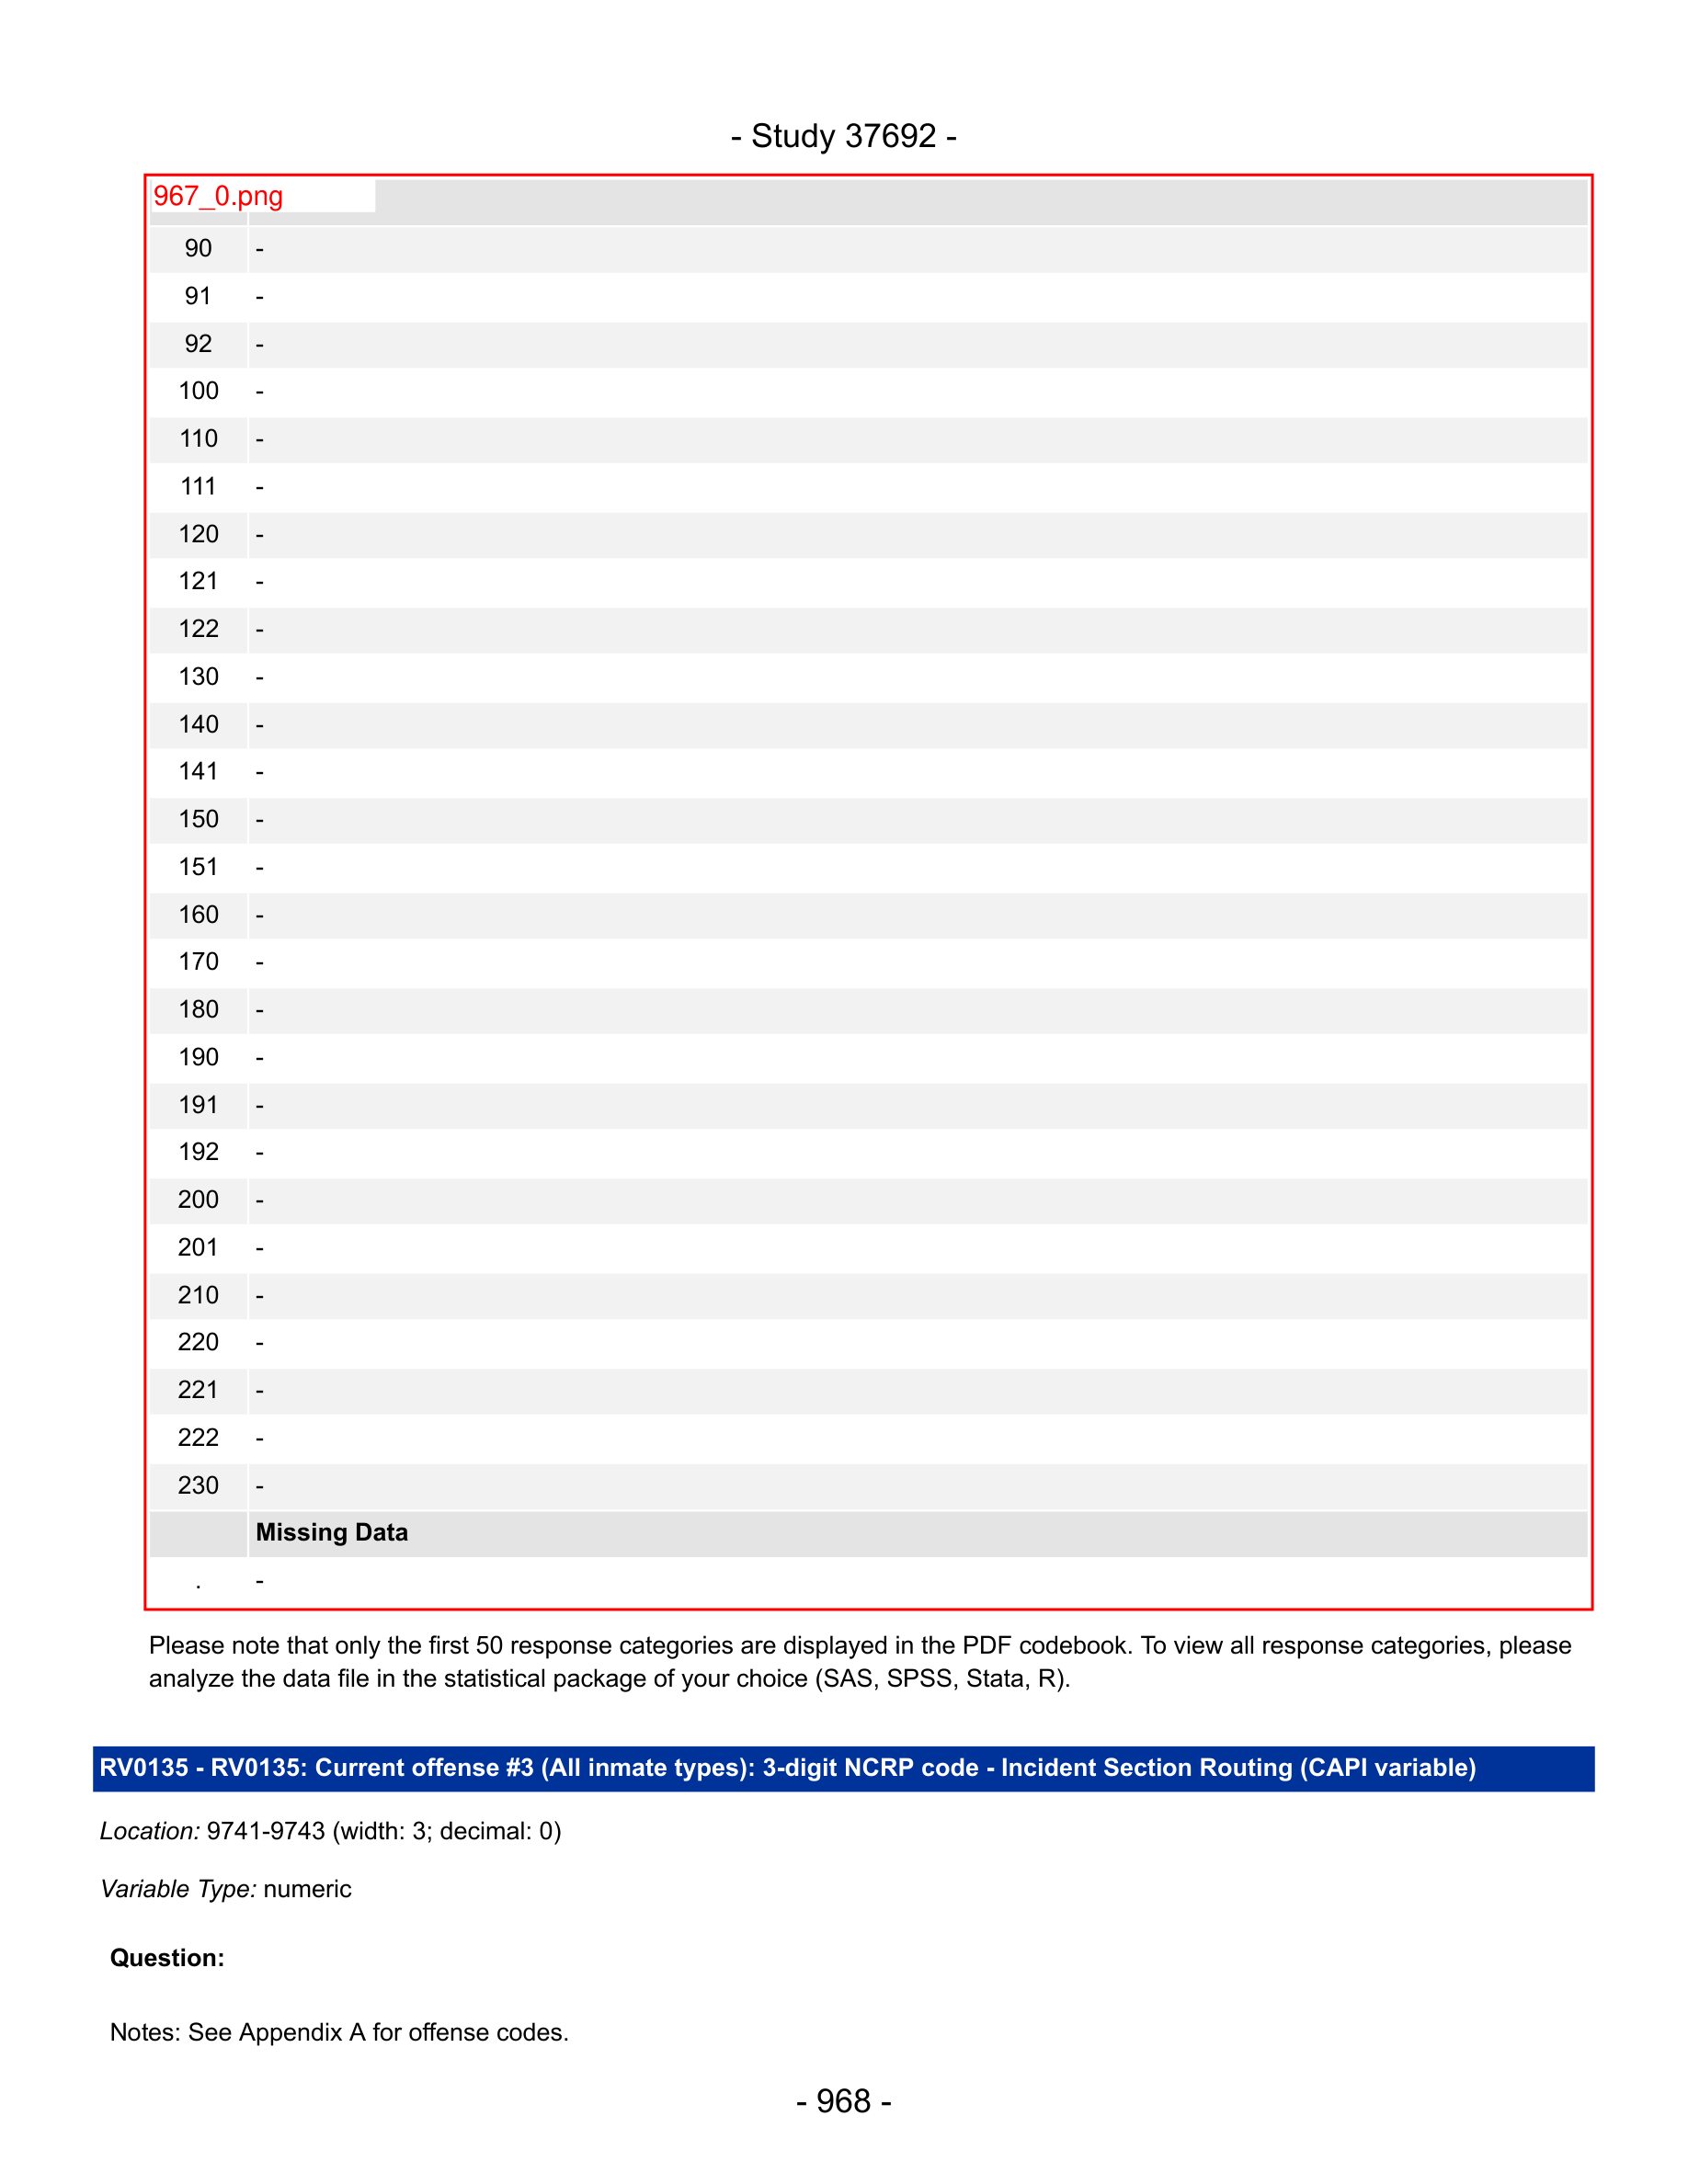 - Study 37692 -
967_0.png
90 -
91 -
92 -
100 -
110 -
111 -
120 -
121 -
122 -
130 -
140 -
141 -
150 -
151 -
160 -
170 -
180 -
190 -
191 -
192 -
200 -
201 -
210 -
220 -
221 -
222 -
230 -
Missing Data
. -
Please note that only the first 50 response categories are displayed in the PDF codebook. To view all response categories, please
analyze the data file in the statistical package of your choice (SAS, SPSS, Stata, R).
RV0135 - RV0135: Current offense #3 (All inmate types): 3-digit NCRP code - Incident Section Routing (CAPI variable)
Location: 9741-9743 (width: 3; decimal: 0)
Variable Type: numeric
Question:
Notes: See Appendix A for offense codes.
- 968 -